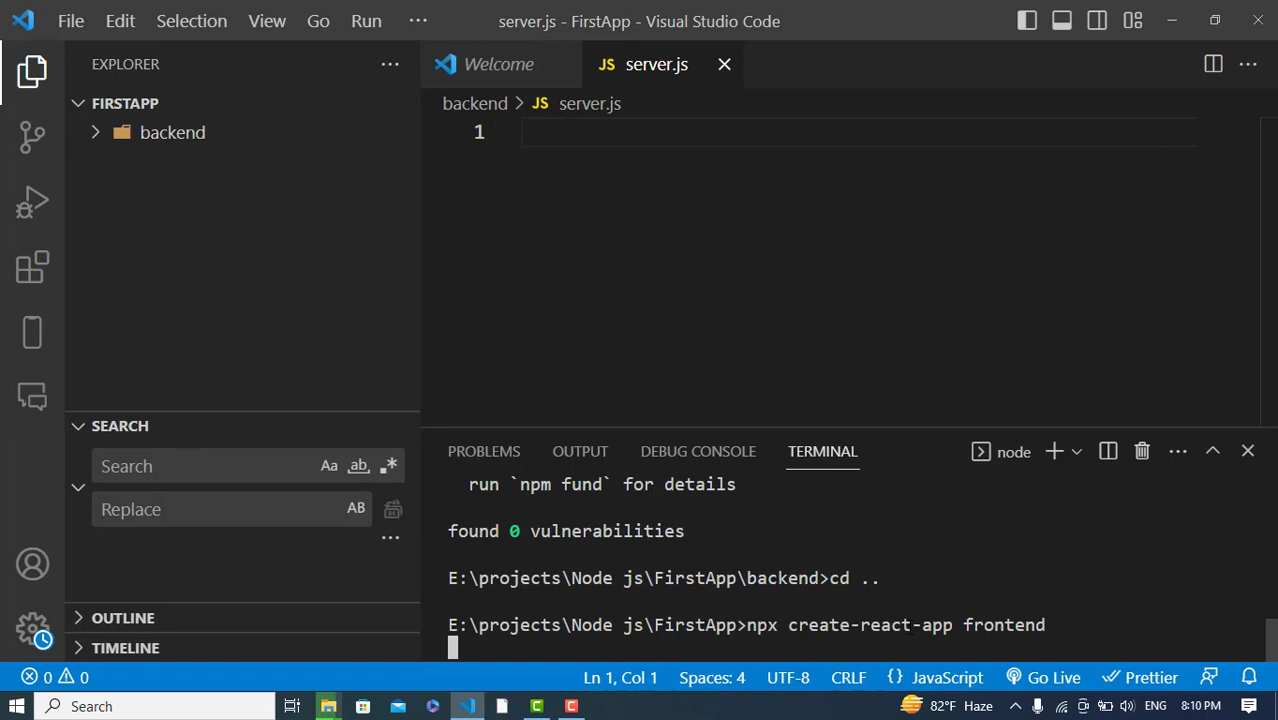 File Edit Selection View Go Run ··· server.js - FirstApp - Visual Studio Code
EXPLORER ···
FIRSTAPP
backend
SEARCH
Search Aa ab .*
Replace AB
···
OUTLINE
TIMELINE
Welcome JS server.js
backend > JS server.js
1
PROBLEMS OUTPUT DEBUG CONSOLE TERMINAL node
run `npm fund` for details
found 0 vulnerabilities
E:\projects\Node js\FirstApp\backend>cd ..
E:\projects\Node js\FirstApp>npx create-react-app frontend
0 0 Ln 1, Col 1 Spaces: 4 UTF-8 CRLF {} JavaScript Go Live Prettier
Search 82°F Haze ENG 8:10 PM